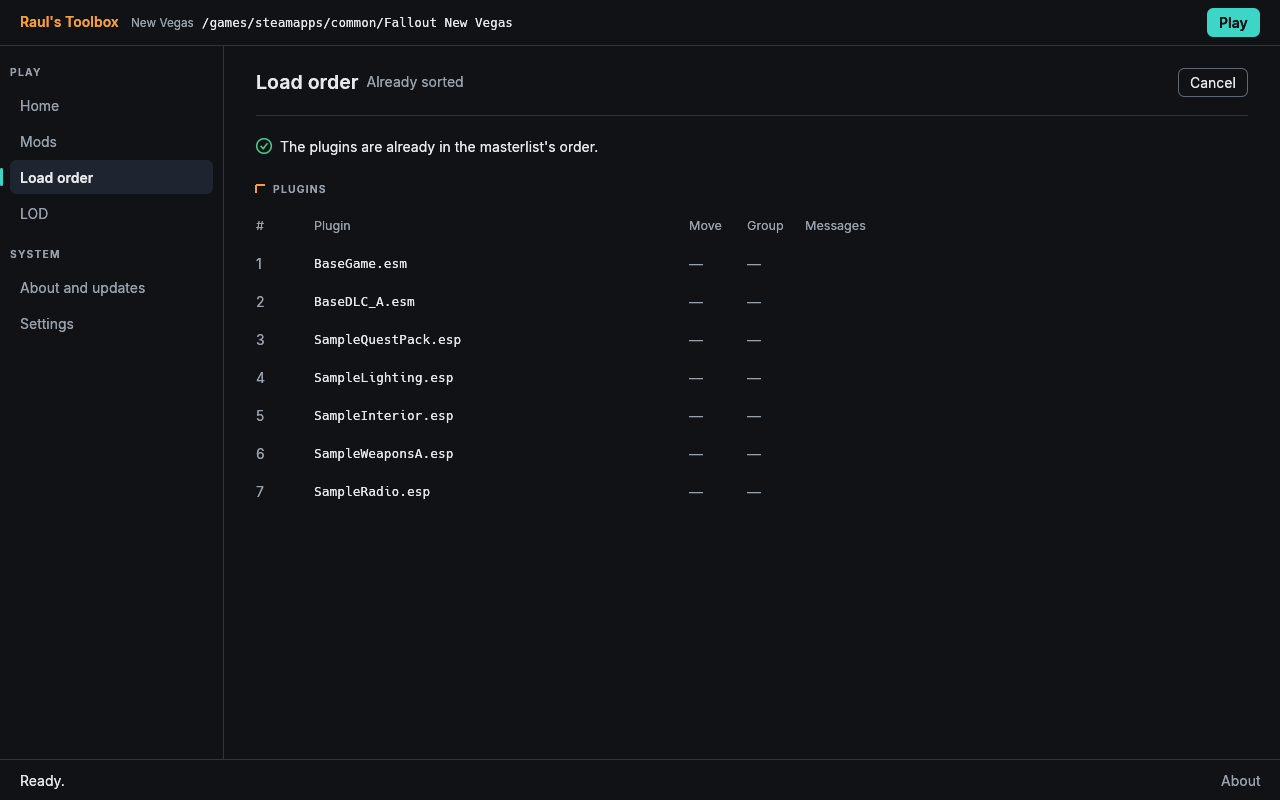 Raul's Toolbox New Vegas /games/steamapps/common/Fallout New Vegas Play
PLAY
Home
Mods
Load order
LOD
SYSTEM
About and updates
Settings
Load order Already sorted Cancel
The plugins are already in the masterlist's order.
PLUGINS
# Plugin Move Group Messages
1 BaseGame.esm — —
2 BaseDLC_A.esm — —
3 SampleQuestPack.esp — —
4 SampleLighting.esp — —
5 SampleInterior.esp — —
6 SampleWeaponsA.esp — —
7 SampleRadio.esp — —
Ready. About